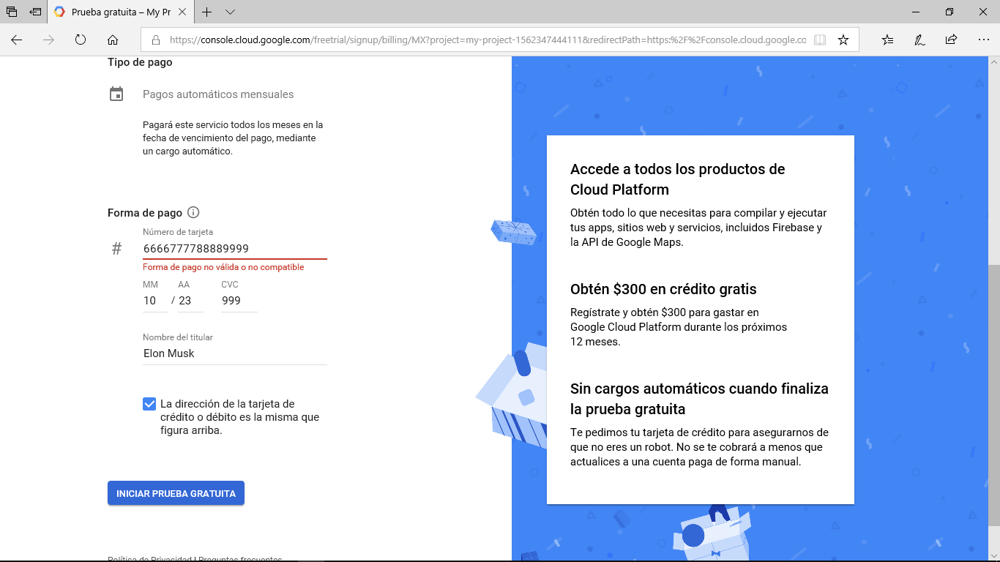 Prueba gratuita – My Pr
https://console.cloud.google.com/freetrial/signup/billing/MX?project=my-project-1562347444111&redirectPath=https:%2F%2Fconsole.cloud.google.co
Tipo de pago
Pagos automáticos mensuales
Pagará este servicio todos los meses en la
fecha de vencimiento del pago, mediante
un cargo automático.
Forma de pago
Número de tarjeta
# 6666777788889999
Forma de pago no válida o no compatible
MM AA CVC
10 / 23 999
Nombre del titular
Elon Musk
La dirección de la tarjeta de
crédito o débito es la misma que
figura arriba.
INICIAR PRUEBA GRATUITA
Política de Privacidad | Preguntas frecuentes
Accede a todos los productos de
Cloud Platform
Obtén todo lo que necesitas para compilar y ejecutar
tus apps, sitios web y servicios, incluidos Firebase y
la API de Google Maps.
Obtén $300 en crédito gratis
Regístrate y obtén $300 para gastar en
Google Cloud Platform durante los próximos
12 meses.
Sin cargos automáticos cuando finaliza
la prueba gratuita
Te pedimos tu tarjeta de crédito para asegurarnos de
que no eres un robot. No se te cobrará a menos que
actualices a una cuenta paga de forma manual.